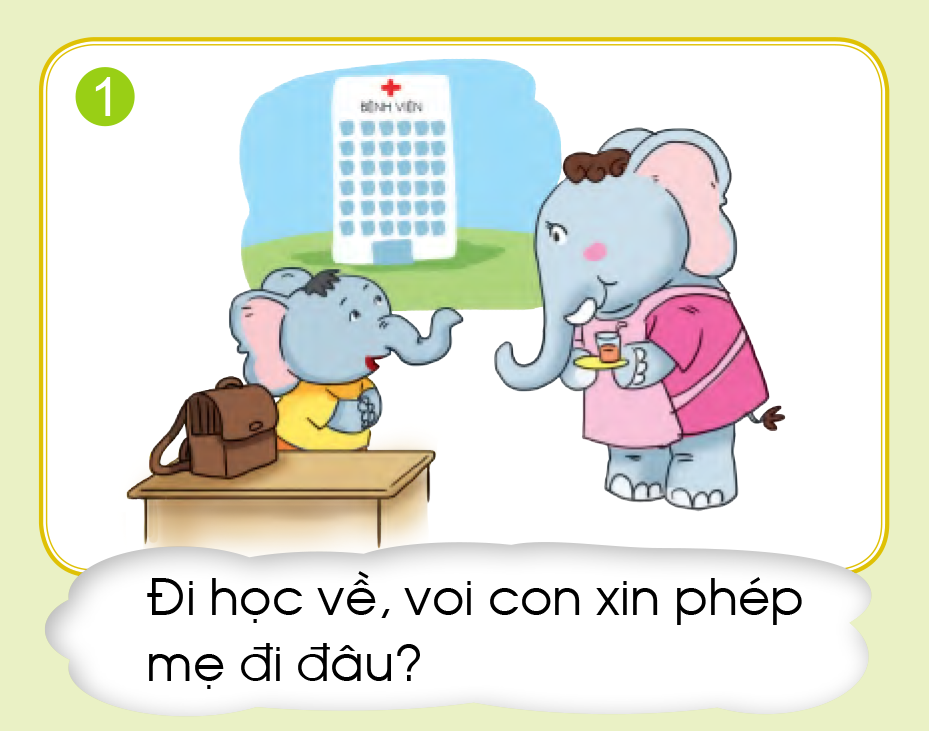 1
BỆNH VIỆN
Đi học về, voi con xin phép
mẹ đi đâu?